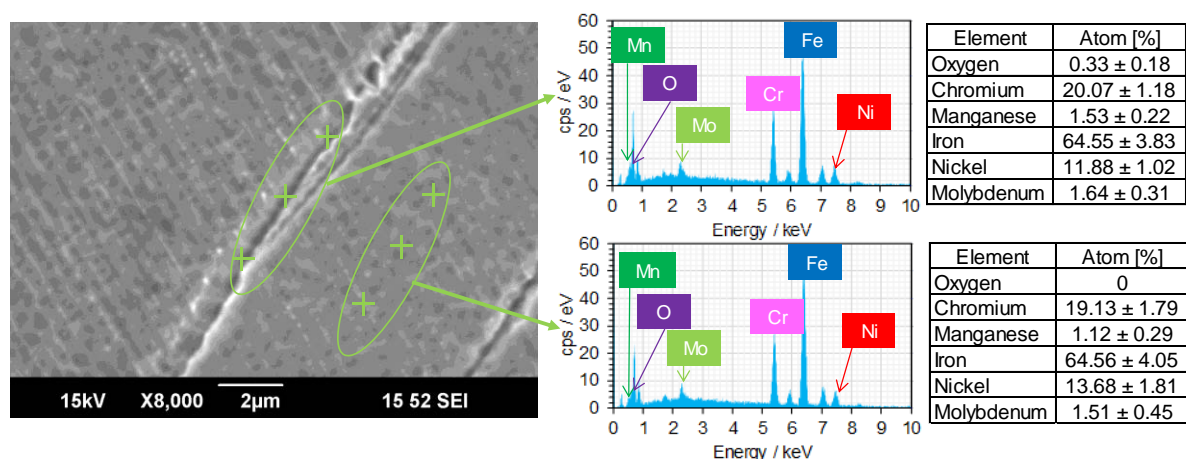 15kV X8,000 2µm 15 52 SEI
60
50
40
30
20
10
0
cps / eV
Mn
O
Mo
Cr
Fe
Ni
0 1 2 3 4 5 6 7 8 9 10
Energy / keV
Element Atom [%]
Oxygen 0.33 ± 0.18
Chromium 20.07 ± 1.18
Manganese 1.53 ± 0.22
Iron 64.55 ± 3.83
Nickel 11.88 ± 1.02
Molybdenum 1.64 ± 0.31
60
50
40
30
20
10
0
cps / eV
Mn
O
Mo
Cr
Fe
Ni
0 1 2 3 4 5 6 7 8 9 10
Energy / keV
Element Atom [%]
Oxygen 0
Chromium 19.13 ± 1.79
Manganese 1.12 ± 0.29
Iron 64.56 ± 4.05
Nickel 13.68 ± 1.81
Molybdenum 1.51 ± 0.45